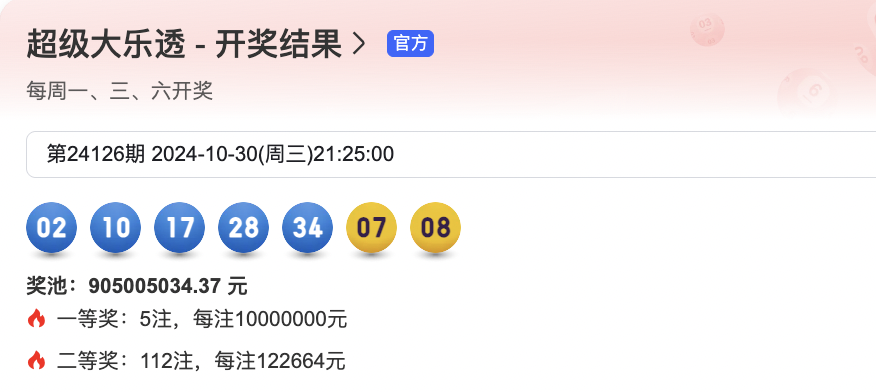 超级大乐透 - 开奖结果
官方
每周一、三、六开奖
第24126期 2024-10-30(周三)21:25:00
02 10 17 28 34 07 08
奖池：905005034.37 元
一等奖：5注，每注10000000元
二等奖：112注，每注122664元